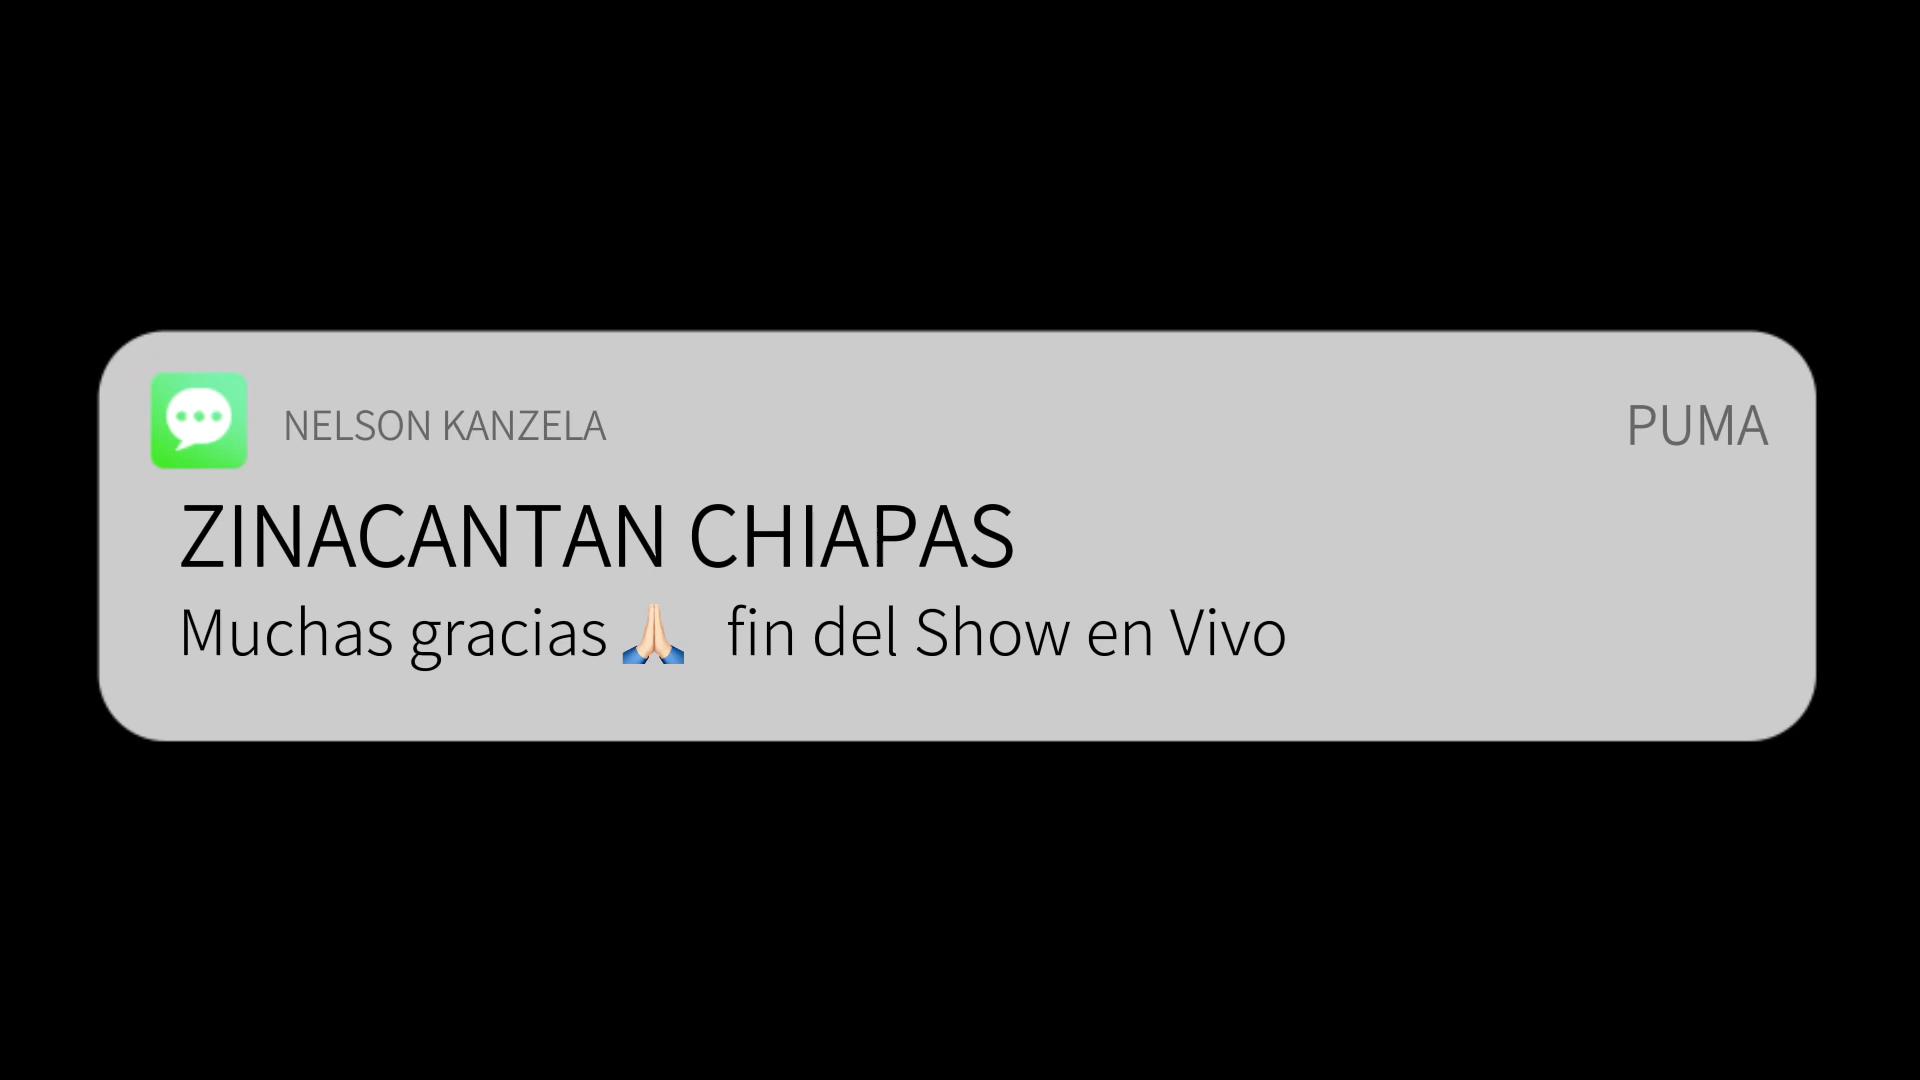 NELSON KANZELA
PUMA
ZINACANTAN CHIAPAS
Muchas gracias 🙏🏻 fin del Show en Vivo